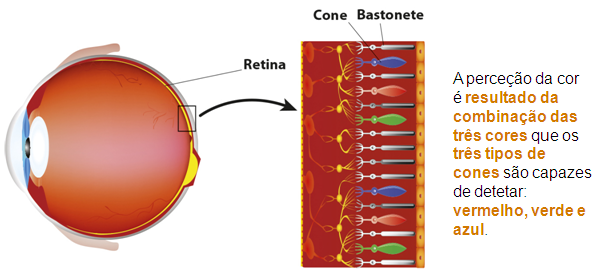 Cone
Bastonete
Retina
A perceção da cor
é resultado da
combinação das
três cores que os
três tipos de
cones são capazes
de detetar:
vermelho, verde e
azul.